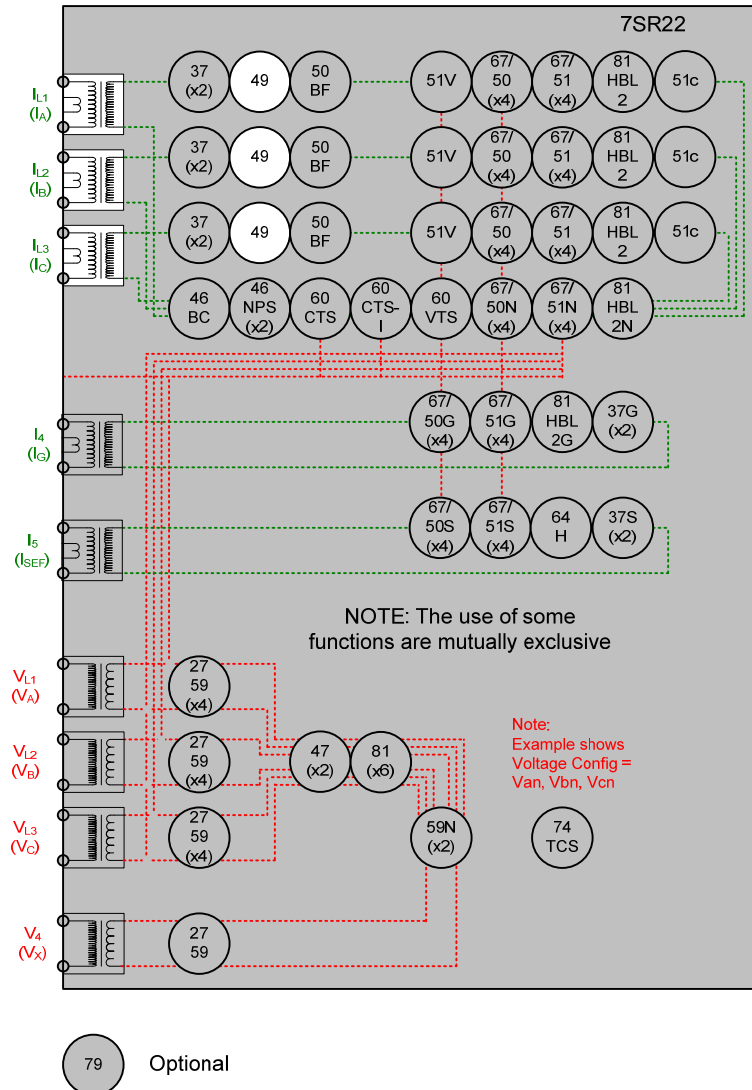 7SR22
IL1
(IA)
37
(x2)
49
50
BF
51V
67/
50
(x4)
67/
51
(x4)
81
HBL
2
51c
IL2
(IB)
37
(x2)
49
50
BF
51V
67/
50
(x4)
67/
51
(x4)
81
HBL
2
51c
IL3
(IC)
37
(x2)
49
50
BF
51V
67/
50
(x4)
67/
51
(x4)
81
HBL
2
51c
46
BC
46
NPS
(x2)
60
CTS
60
CTS-
I
60
VTS
67/
50N
(x4)
67/
51N
(x4)
81
HBL
2N
I4
(IG)
67/
50G
(x4)
67/
51G
(x4)
81
HBL
2G
37G
(x2)
I5
(ISEF)
67/
50S
(x4)
67/
51S
(x4)
64
H
37S
(x2)
NOTE: The use of some
functions are mutually exclusive
VL1
(VA)
27
59
(x4)
VL2
(VB)
27
59
(x4)
47
(x2)
81
(x6)
Note:
Example shows
Voltage Config =
Van, Vbn, Vcn
VL3
(VC)
27
59
(x4)
59N
(x2)
74
TCS
V4
(VX)
27
59
79
Optional